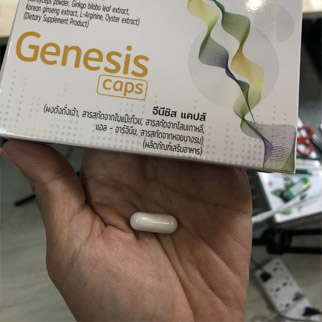 powder, Ginkgo biloba leaf extract,
Korean ginseng extract, L-Arginine, Oyster extract)
(Dietary Supplement Product)
Genesis
caps
จีนีซิส แคปส์
(ผงถั่งเฉ้า, สารสกัดจากใบแป๊ะก๊วย, สารสกัดจากโสมเกาหลี,
แอล - อาร์จินีน, สารสกัดจากหอยนางรม)
(ผลิตภัณฑ์เสริมอาหาร)